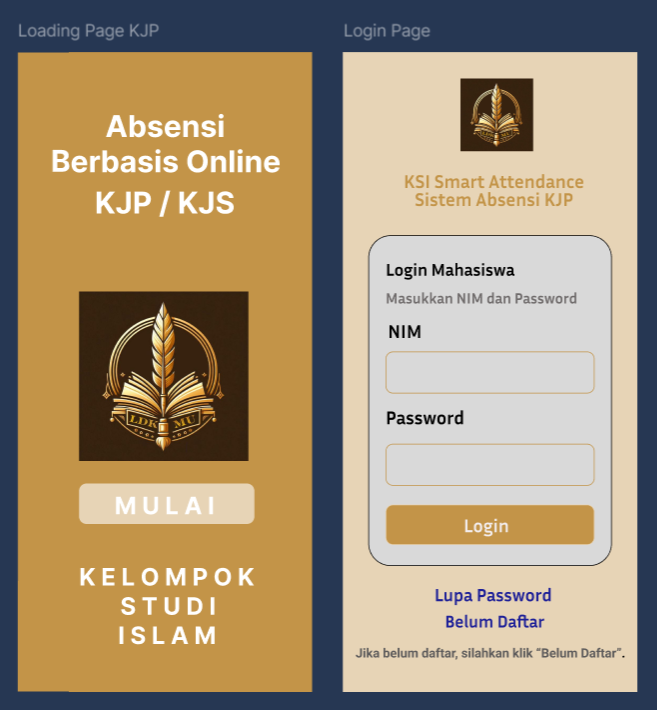 Loading Page KJP
Absensi
Berbasis Online
KJP / KJS
LDK MU
MULAI
KELOMPOK
STUDI
ISLAM
Login Page
KSI Smart Attendance
Sistem Absensi KJP
Login Mahasiswa
Masukkan NIM dan Password
NIM
Password
Login
Lupa Password
Belum Daftar
Jika belum daftar, silahkan klik “Belum Daftar”.